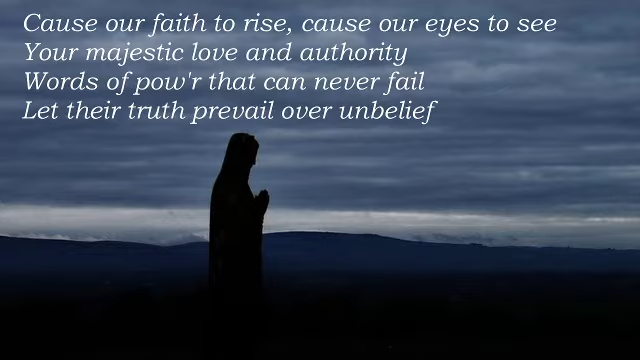 Cause our faith to rise, cause our eyes to see
Your majestic love and authority
Words of pow'r that can never fail
Let their truth prevail over unbelief